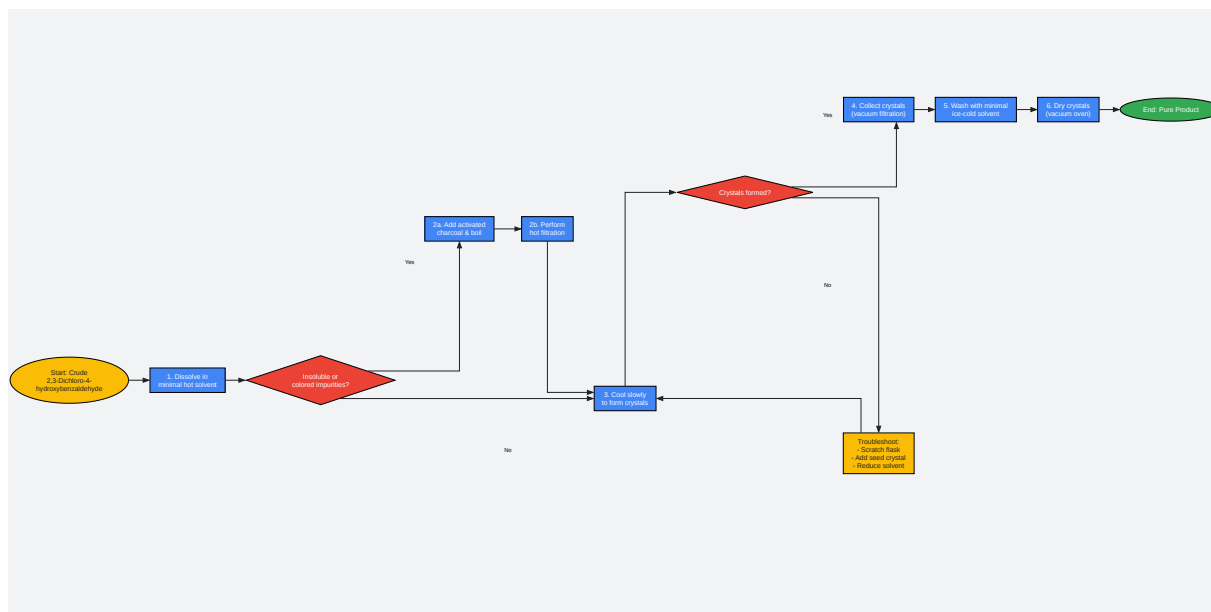 Start: Crude
2,3-Dichloro-4-
hydroxybenzaldehyde
1. Dissolve in
minimal hot solvent
Insoluble or
colored impurities?
Yes
2a. Add activated
charcoal & boil
2b. Perform
hot filtration
No
3. Cool slowly
to form crystals
Crystals formed?
Yes
4. Collect crystals
(vacuum filtration)
5. Wash with minimal
ice-cold solvent
6. Dry crystals
(vacuum oven)
End: Pure Product
No
Troubleshoot:
- Scratch flask
- Add seed crystal
- Reduce solvent